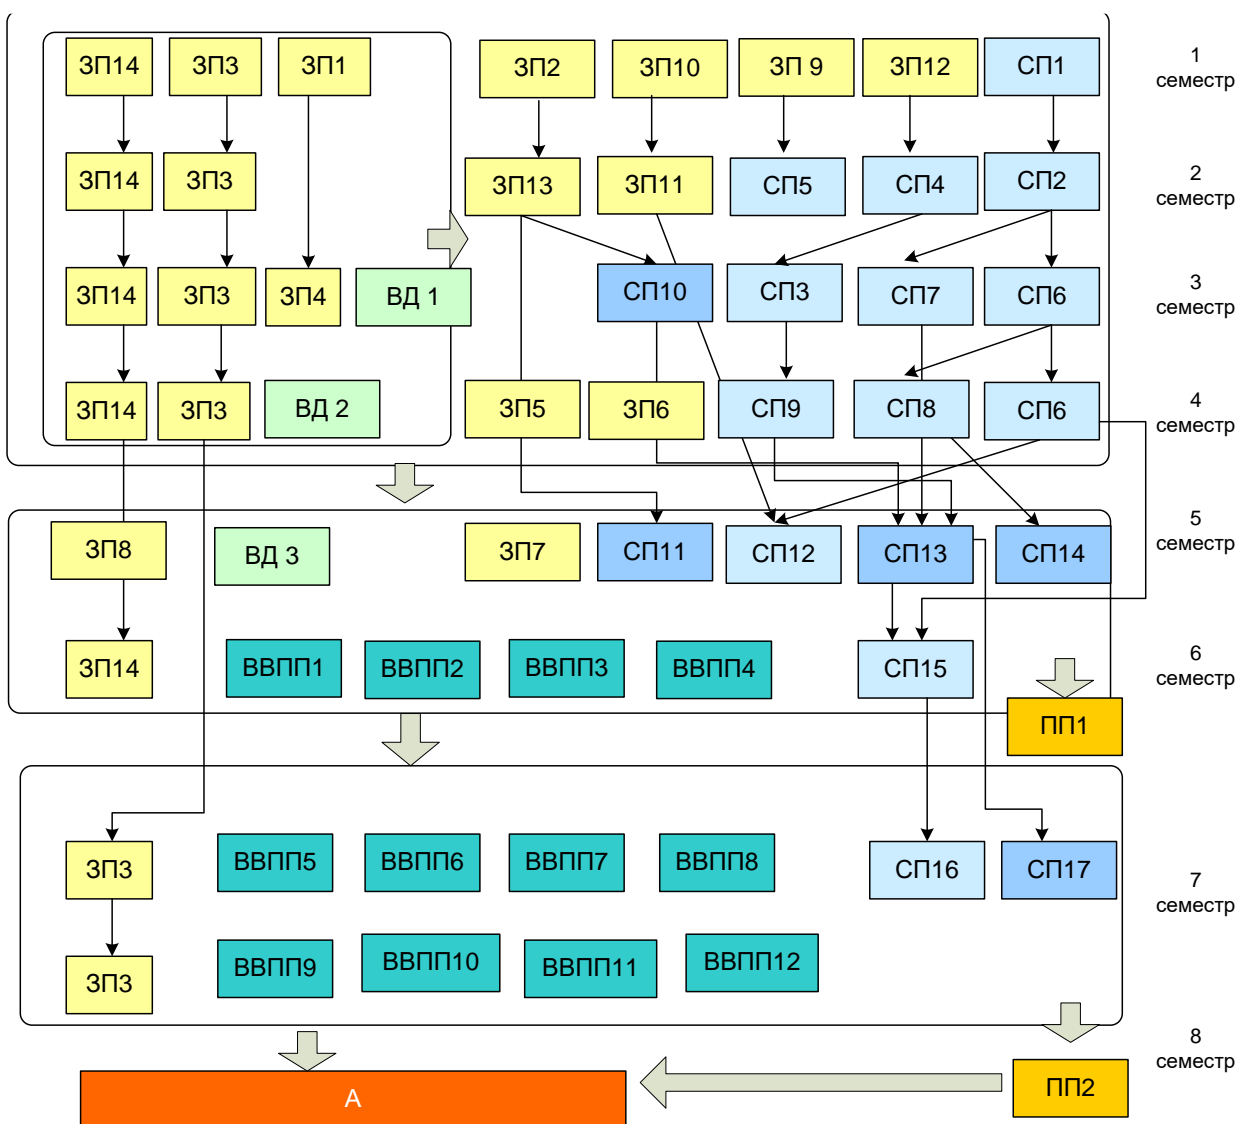 ЗП14
ЗП3
ЗП1
ЗП2
ЗП10
ЗП 9
ЗП12
СП1
1
семестр
ЗП14
ЗП3
ЗП13
ЗП11
СП5
СП4
СП2
2
семестр
ЗП14
ЗП3
ЗП4
ВД 1
СП10
СП3
СП7
СП6
3
семестр
ЗП14
ЗП3
ВД 2
ЗП5
ЗП6
СП9
СП8
СП6
4
семестр
ЗП8
ВД 3
ЗП7
СП11
СП12
СП13
СП14
5
семестр
ЗП14
ВВПП1
ВВПП2
ВВПП3
ВВПП4
СП15
6
семестр
ПП1
ЗП3
ВВПП5
ВВПП6
ВВПП7
ВВПП8
СП16
СП17
7
семестр
ЗП3
ВВПП9
ВВПП10
ВВПП11
ВВПП12
8
семестр
А
ПП2